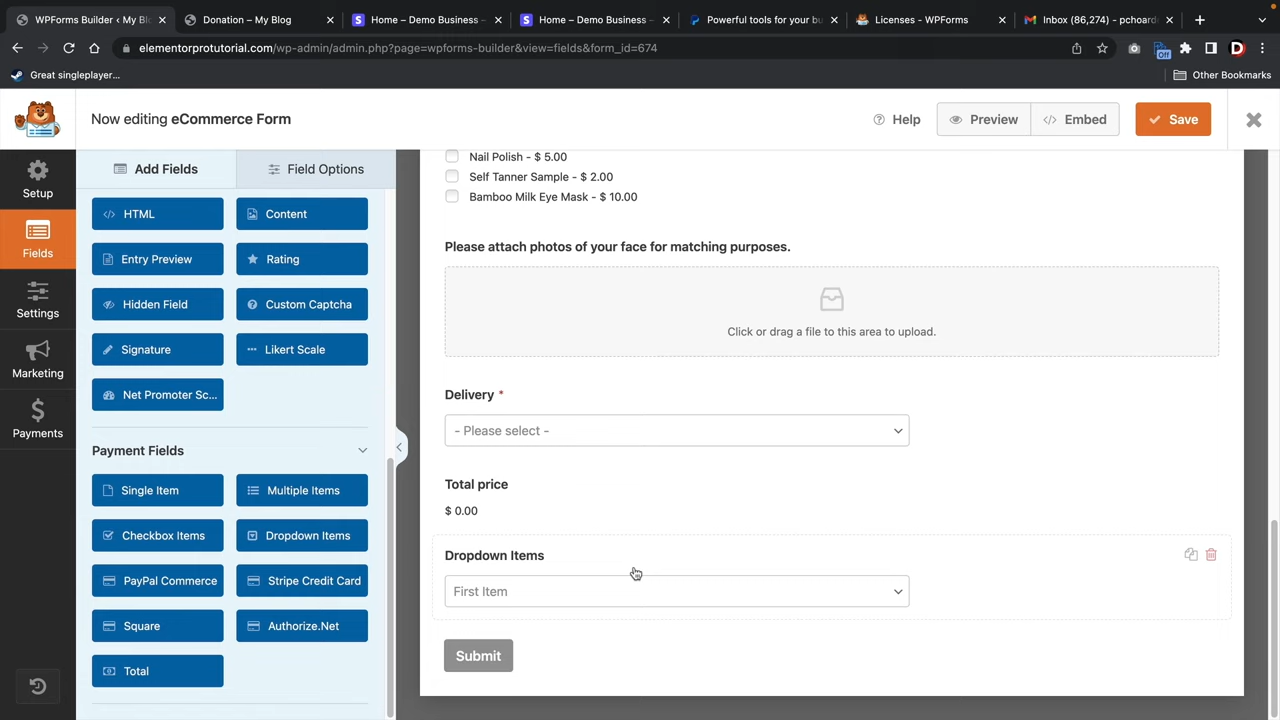 WPForms Builder ‹ My Bl
Donation – My Blog
Home – Demo Business –
Home – Demo Business –
Powerful tools for your bu
Licenses - WPForms
Inbox (86,274) - pchoard
elementorprotutorial.com/wp-admin/admin.php?page=wpforms-builder&view=fields&form_id=674
Off
D
Great singleplayer...
Other Bookmarks
Now editing eCommerce Form
Help
Preview
Embed
Save
Setup
Fields
Settings
Marketing
Payments
Add Fields
Field Options
HTML
Content
Entry Preview
Rating
Hidden Field
Custom Captcha
Signature
Likert Scale
Net Promoter Sc...
Payment Fields
Single Item
Multiple Items
Checkbox Items
Dropdown Items
PayPal Commerce
Stripe Credit Card
Square
Authorize.Net
Total
Nail Polish - $ 5.00
Self Tanner Sample - $ 2.00
Bamboo Milk Eye Mask - $ 10.00
Please attach photos of your face for matching purposes.
Click or drag a file to this area to upload.
Delivery *
- Please select -
Total price
$ 0.00
Dropdown Items
First Item
Submit